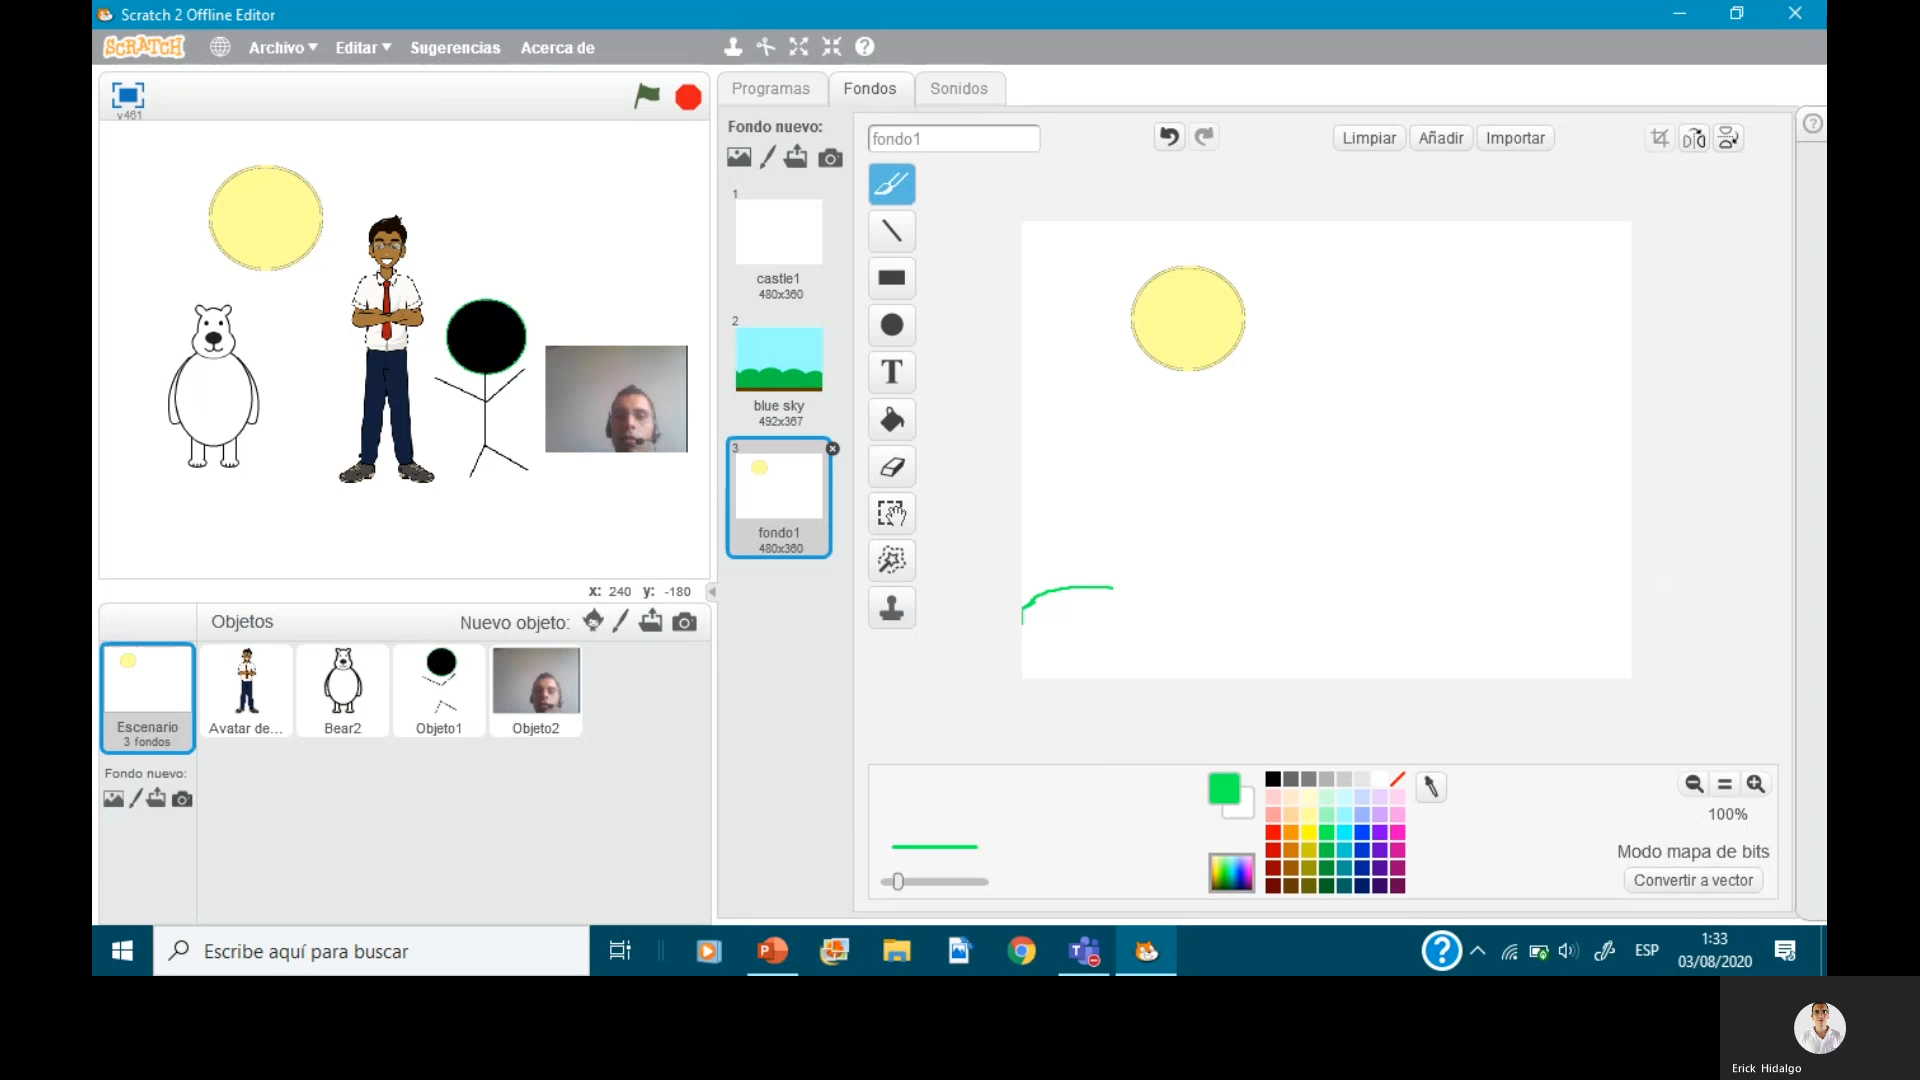 Scratch 2 Offline Editor
SCRATCH
Archivo
Editar
Sugerencias
Acerca de
v461
Programas
Fondos
Sonidos
Fondo nuevo:
fondo1
Limpiar
Añadir
Importar
1
castle1
480x360
2
blue sky
492x367
3
fondo1
480x360
T
x: 240 y: -180
Objetos
Nuevo objeto:
Escenario
3 fondos
Avatar de...
Bear2
Objeto1
Objeto2
Fondo nuevo:
100%
Modo mapa de bits
Convertir a vector
Escribe aquí para buscar
ESP
1:33
03/08/2020
Erick Hidalgo